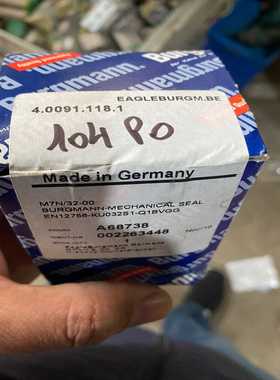 Burgmann
EAGLEBURGM.BE
4.0091.118.1
104 PO
Made in Germany
M7N/32-00
BURGMANN-MECHANICAL SEAL
EN12756-KU032S1-Q1BVGG
A68738
002263448
1